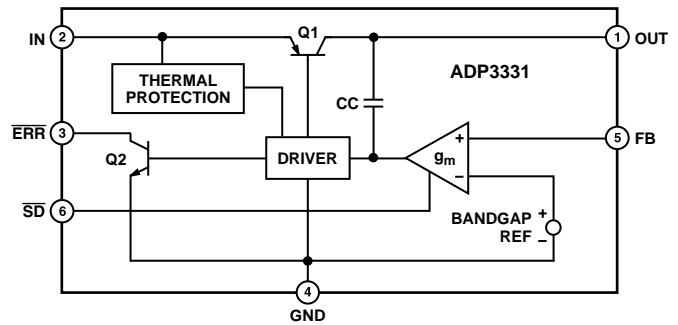 IN
2
Q1
1
OUT
THERMAL
PROTECTION
ADP3331
CC
ERR
3
5
FB
Q2
DRIVER
gm
+
−
SD
6
BANDGAP
REF
+
−
4
GND